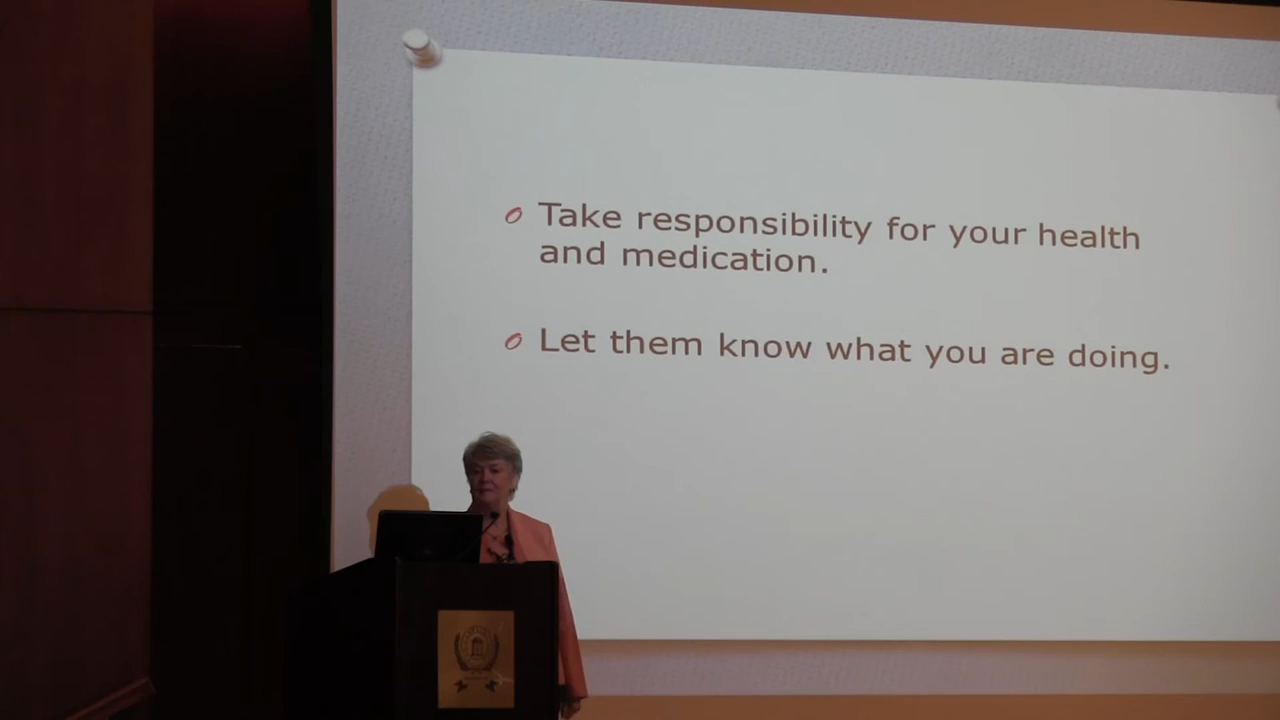 Take responsibility for your health
and medication.
Let them know what you are doing.